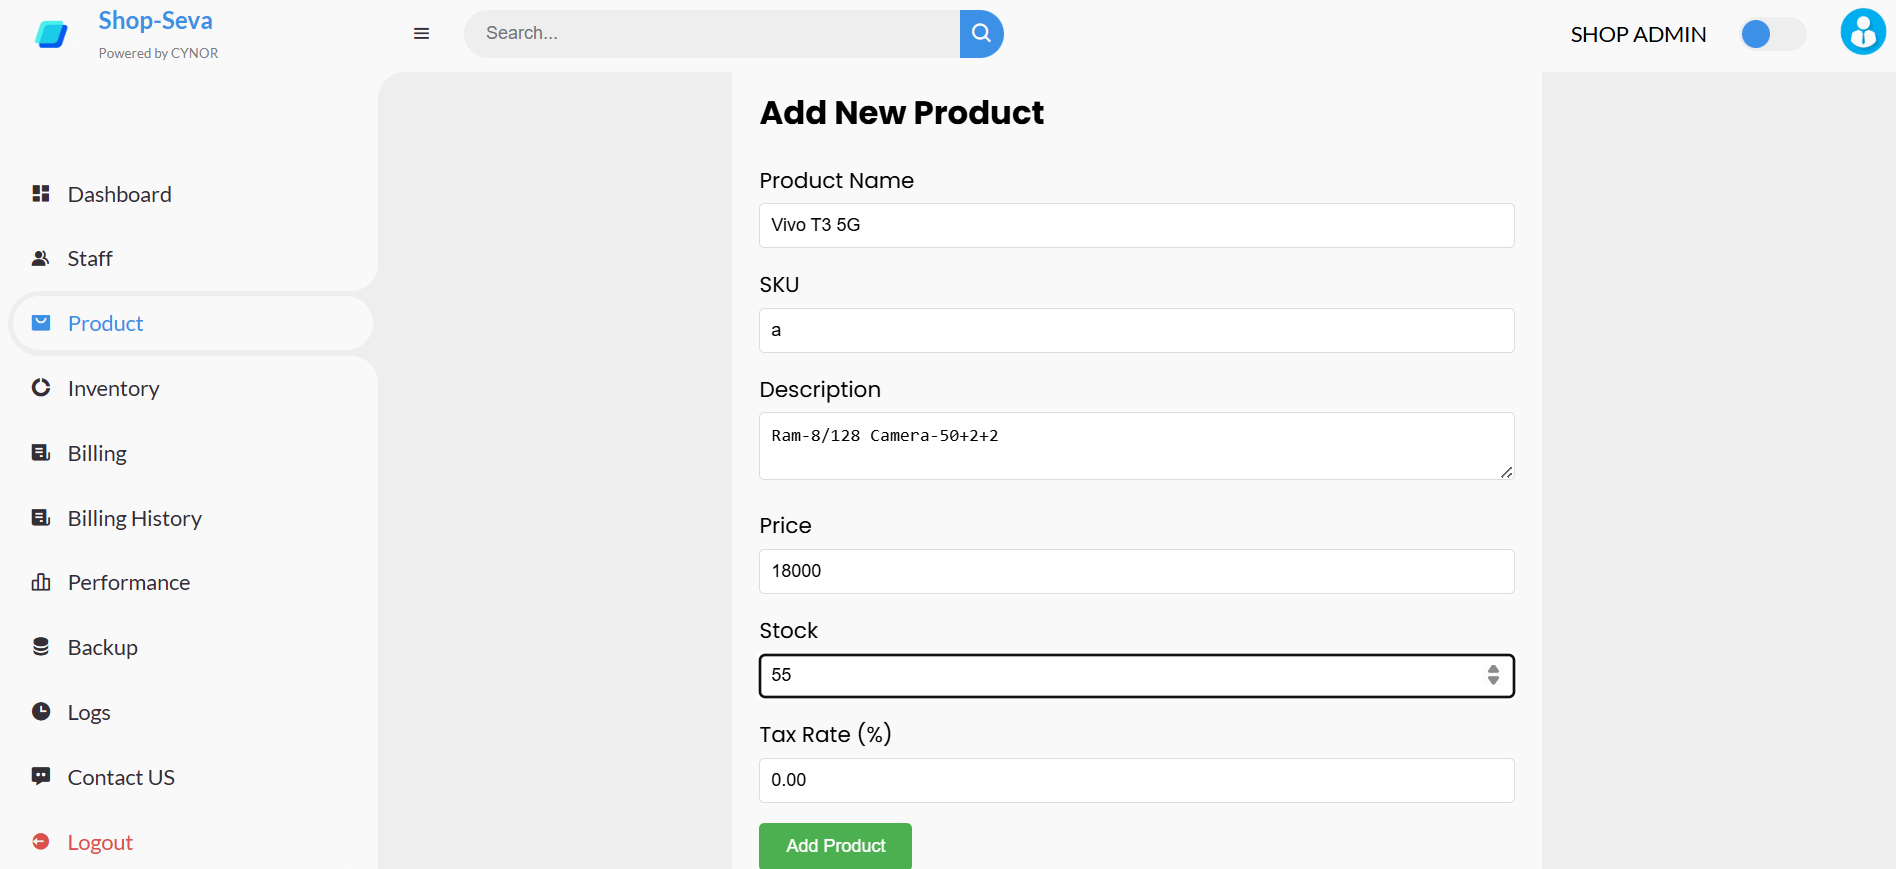 Shop-Seva
Powered by CYNOR
Search...
SHOP ADMIN
Dashboard
Staff
Product
Inventory
Billing
Billing History
Performance
Backup
Logs
Contact US
Logout
Add New Product
Product Name
Vivo T3 5G
SKU
a
Description
Ram-8/128 Camera-50+2+2
Price
18000
Stock
55
Tax Rate (%)
0.00
Add Product